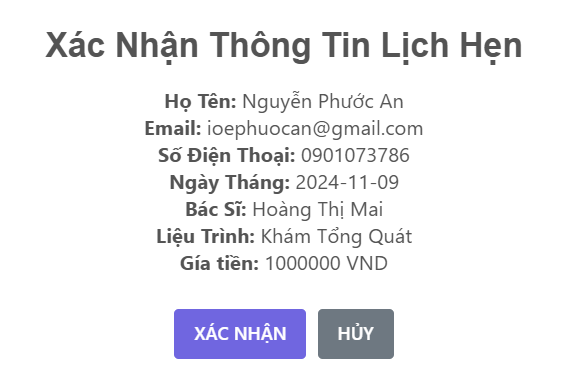 Xác Nhận Thông Tin Lịch Hẹn
Họ Tên: Nguyễn Phước An
Email: ioephuocan@gmail.com
Số Điện Thoại: 0901073786
Ngày Tháng: 2024-11-09
Bác Sĩ: Hoàng Thị Mai
Liệu Trình: Khám Tổng Quát
Gía tiền: 1000000 VND
XÁC NHẬN HỦY